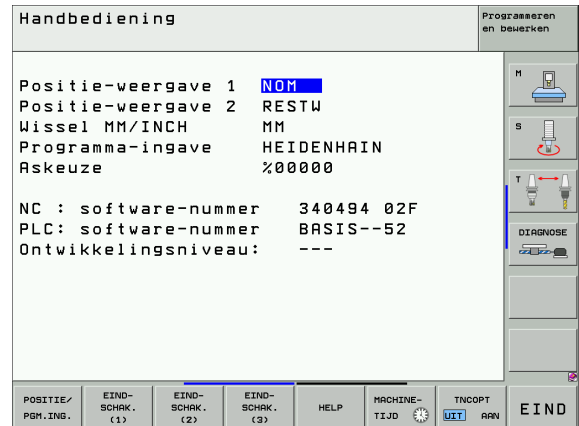 Handbediening
Programmeren
en bewerken
Positie-weergave 1 NOM
Positie-weergave 2 RESTW
Wissel MM/INCH MM
Programma-ingave HEIDENHAIN
Askeuze %00000
NC : software-nummer 340494 02F
PLC: software-nummer BASIS--52
Ontwikkelingsniveau: ---
M
S
T
DIAGNOSE
POSITIE/
PGM.ING.
EIND-
SCHAK.
(1)
EIND-
SCHAK.
(2)
EIND-
SCHAK.
(3)
HELP
MACHINE-
TIJD
TNCOPT
UIT AAN
EIND